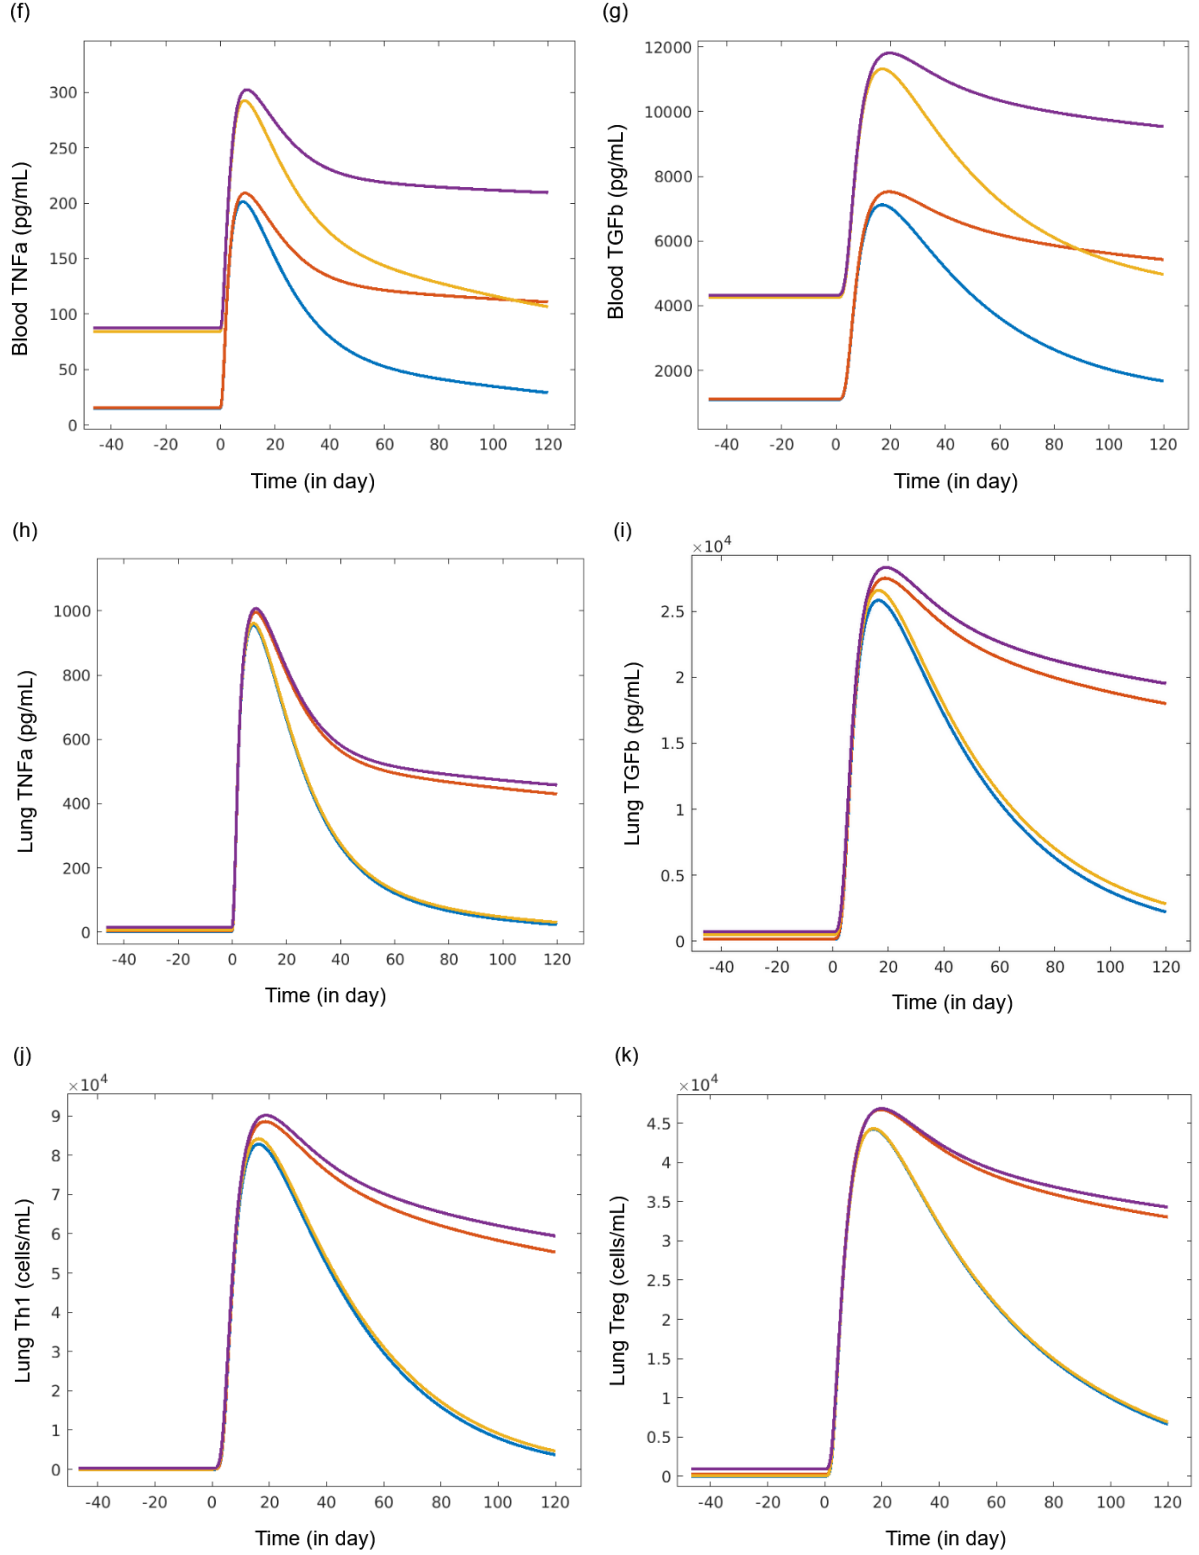 (f)
350
300
250
200
150
100
50
0
-40 -20 0 20 40 60 80 100 120
Blood TNFa (pg/mL)
Time (in day)
(g)
12000
10000
8000
6000
4000
2000
-40 -20 0 20 40 60 80 100 120
Blood TGFb (pg/mL)
Time (in day)
(h)
1000
800
600
400
200
0
-40 -20 0 20 40 60 80 100 120
Lung TNFa (pg/mL)
Time (in day)
(i)
×10⁴
2.5
2
1.5
1
0.5
0
-40 -20 0 20 40 60 80 100 120
Lung TGFb (pg/mL)
Time (in day)
(j)
×10⁴
9
8
7
6
5
4
3
2
1
0
-40 -20 0 20 40 60 80 100 120
Lung Th1 (cells/mL)
Time (in day)
(k)
×10⁴
4.5
4
3.5
3
2.5
2
1.5
1
0.5
0
-40 -20 0 20 40 60 80 100 120
Lung Treg (cells/mL)
Time (in day)